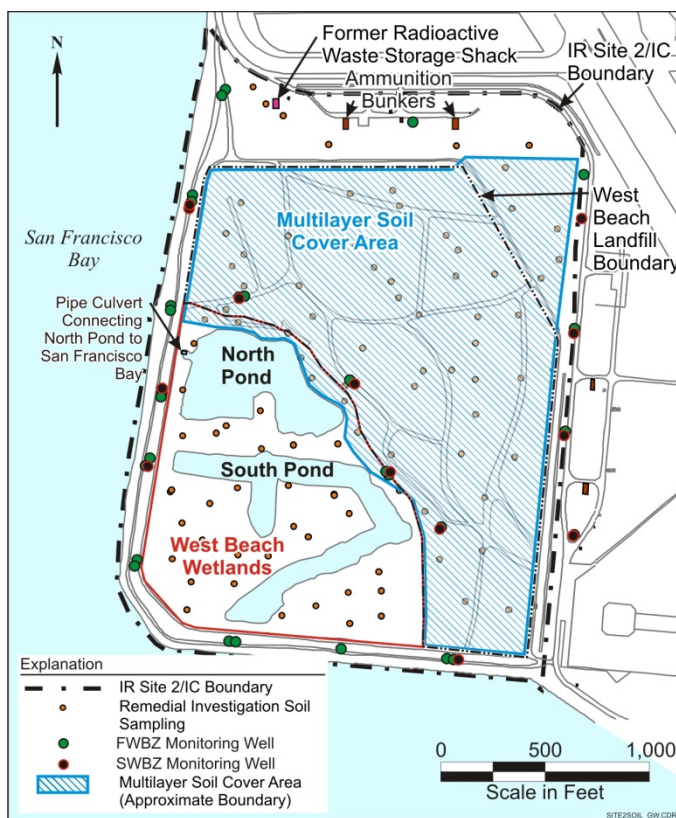 N
Former Radioactive
Waste Storage Shack
Ammunition
Bunkers
IR Site 2/IC
Boundary
West
Beach
Landfill
Boundary
Multilayer Soil
Cover Area
San Francisco
Bay
Pipe Culvert
Connecting
North Pond to
San Francisco
Bay
North
Pond
South Pond
West Beach
Wetlands
Explanation
IR Site 2/IC Boundary
Remedial Investigation Soil
Sampling
FWBZ Monitoring Well
SWBZ Monitoring Well
Multilayer Soil Cover Area
(Approximate Boundary)
0 500 1,000
Scale in Feet
SITE2SOIL_GW.CDR